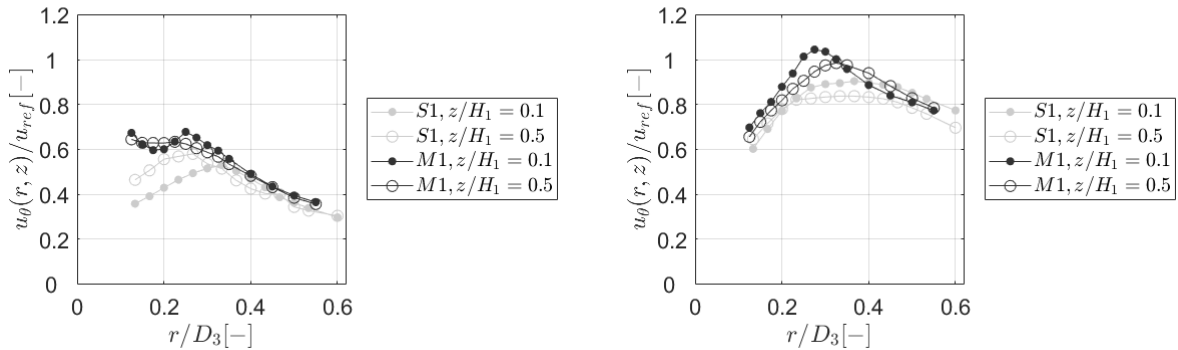 1.2
1
0.8
0.6
0.4
0.2
0
0 0.2 0.4 0.6
u_θ(r, z)/u_ref[−]
r/D_3[−]
S1, z/H_1 = 0.1
S1, z/H_1 = 0.5
M1, z/H_1 = 0.1
M1, z/H_1 = 0.5
1.2
1
0.8
0.6
0.4
0.2
0
0 0.2 0.4 0.6
u_θ(r, z)/u_ref[−]
r/D_3[−]
S1, z/H_1 = 0.1
S1, z/H_1 = 0.5
M1, z/H_1 = 0.1
M1, z/H_1 = 0.5